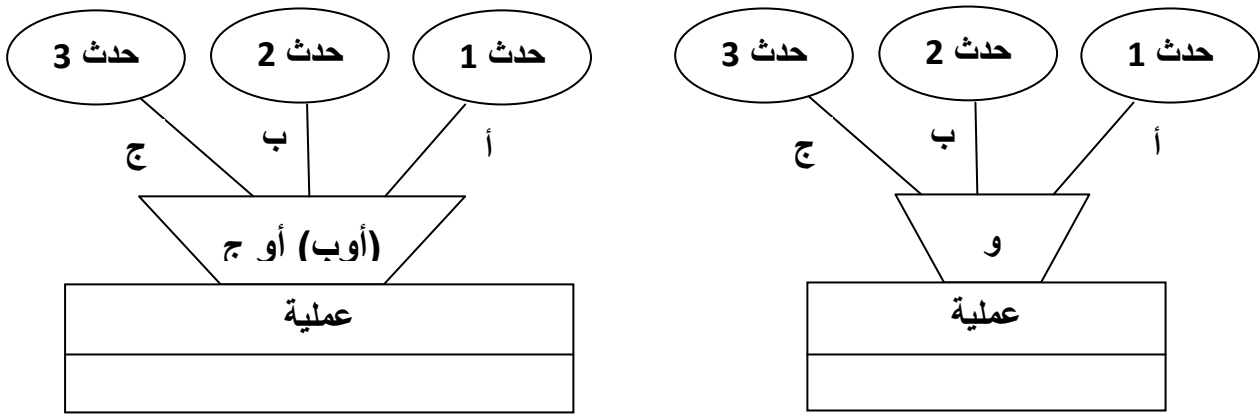 حدث 1
حدث 2
حدث 3
أ
ب
ج
و
عملية
حدث 1
حدث 2
حدث 3
أ
ب
ج
(أوب) أو ج
عملية